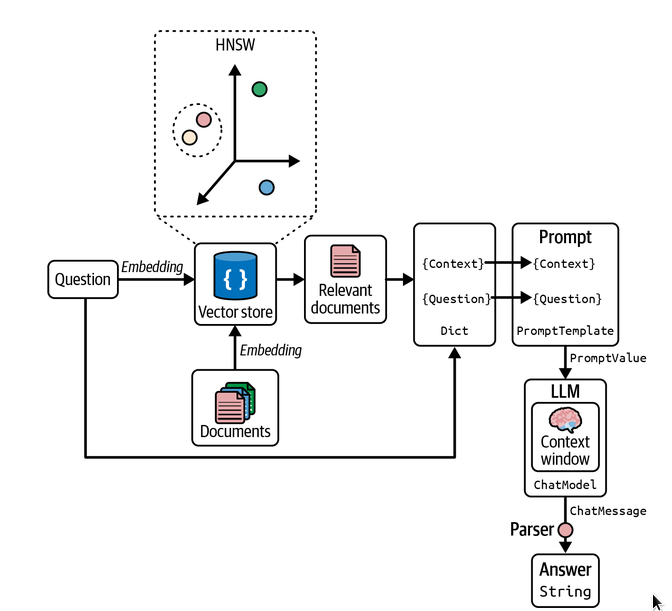 HNSW
Question
Embedding
{ }
Vector store
Relevant
documents
{Context}
{Question}
Dict
Prompt
{Context}
{Question}
PromptTemplate
Embedding
Documents
PromptValue
LLM
Context
window
ChatModel
ChatMessage
Parser
Answer
String